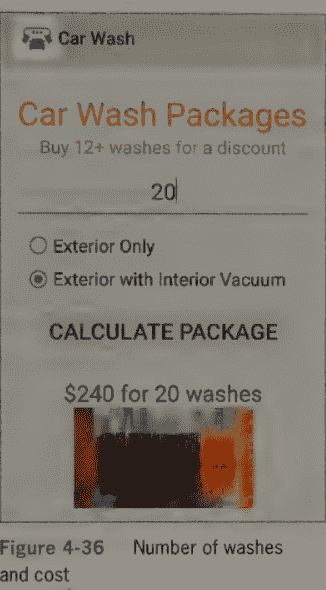 Car Wash
Car Wash Packages
Buy 12+ washes for a discount
20
Exterior Only
Exterior with Interior Vacuum
CALCULATE PACKAGE
$240 for 20 washes
Figure 4-36 Number of washes
and cost